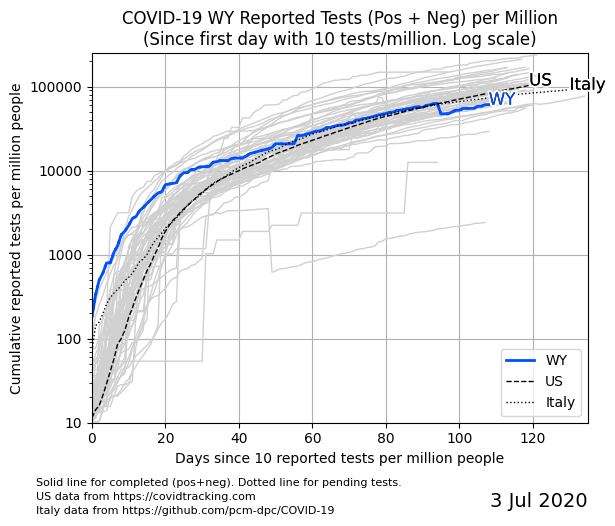 COVID-19 WY Reported Tests (Pos + Neg) per Million
(Since first day with 10 tests/million. Log scale)
Cumulative reported tests per million people
100000
10000
1000
100
10
US
Italy
WY
WY
US
Italy
0 20 40 60 80 100 120
Days since 10 reported tests per million people
Solid line for completed (pos+neg). Dotted line for pending tests.
US data from https://covidtracking.com
Italy data from https://github.com/pcm-dpc/COVID-19
3 Jul 2020